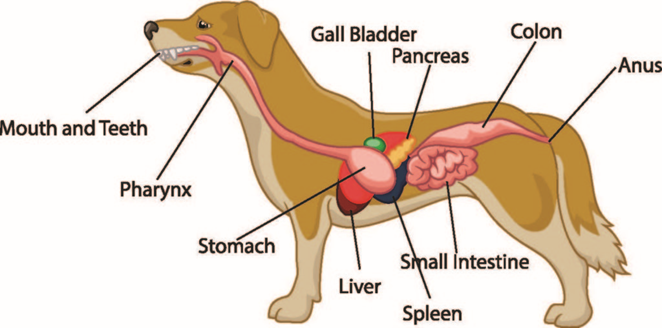 Gall Bladder
Colon
Pancreas
Anus
Mouth and Teeth
Pharynx
Stomach
Small Intestine
Liver
Spleen